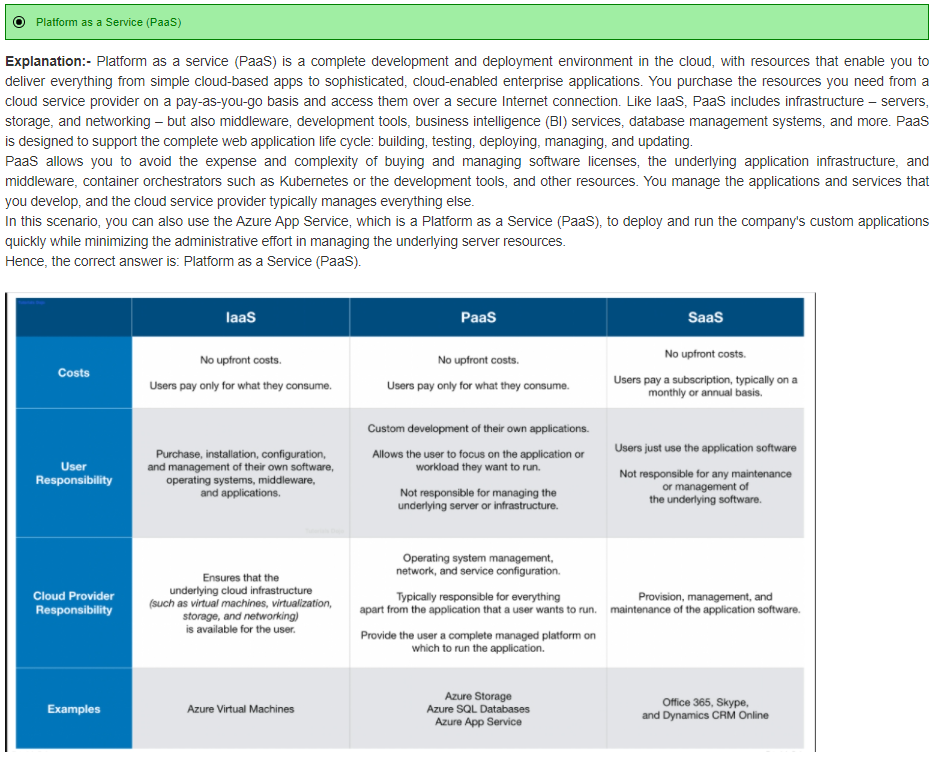 Platform as a Service (PaaS)
Explanation:- Platform as a service (PaaS) is a complete development and deployment environment in the cloud, with resources that enable you to
deliver everything from simple cloud-based apps to sophisticated, cloud-enabled enterprise applications. You purchase the resources you need from a
cloud service provider on a pay-as-you-go basis and access them over a secure Internet connection. Like IaaS, PaaS includes infrastructure – servers,
storage, and networking – but also middleware, development tools, business intelligence (BI) services, database management systems, and more. PaaS
is designed to support the complete web application life cycle: building, testing, deploying, managing, and updating.
PaaS allows you to avoid the expense and complexity of buying and managing software licenses, the underlying application infrastructure, and
middleware, container orchestrators such as Kubernetes or the development tools, and other resources. You manage the applications and services that
you develop, and the cloud service provider typically manages everything else.
In this scenario, you can also use the Azure App Service, which is a Platform as a Service (PaaS), to deploy and run the company's custom applications
quickly while minimizing the administrative effort in managing the underlying server resources.
Hence, the correct answer is: Platform as a Service (PaaS).
IaaS
PaaS
SaaS
Costs
No upfront costs.
Users pay only for what they consume.
No upfront costs.
Users pay only for what they consume.
No upfront costs.
Users pay a subscription, typically on a
monthly or annual basis.
User
Responsibility
Purchase, installation, configuration,
and management of their own software,
operating systems, middleware,
and applications.
Custom development of their own applications.
Allows the user to focus on the application or
workload they want to run.
Not responsible for managing the
underlying server or infrastructure.
Users just use the application software
Not responsible for any maintenance
or management of
the underlying software.
Cloud Provider
Responsibility
Ensures that the
underlying cloud infrastructure
(such as virtual machines, virtualization,
storage, and networking)
is available for the user.
Operating system management,
network, and service configuration.
Typically responsible for everything
apart from the application that a user wants to run.
Provide the user a complete managed platform on
which to run the application.
Provision, management, and
maintenance of the application software.
Examples
Azure Virtual Machines
Azure Storage
Azure SQL Databases
Azure App Service
Office 365, Skype,
and Dynamics CRM Online